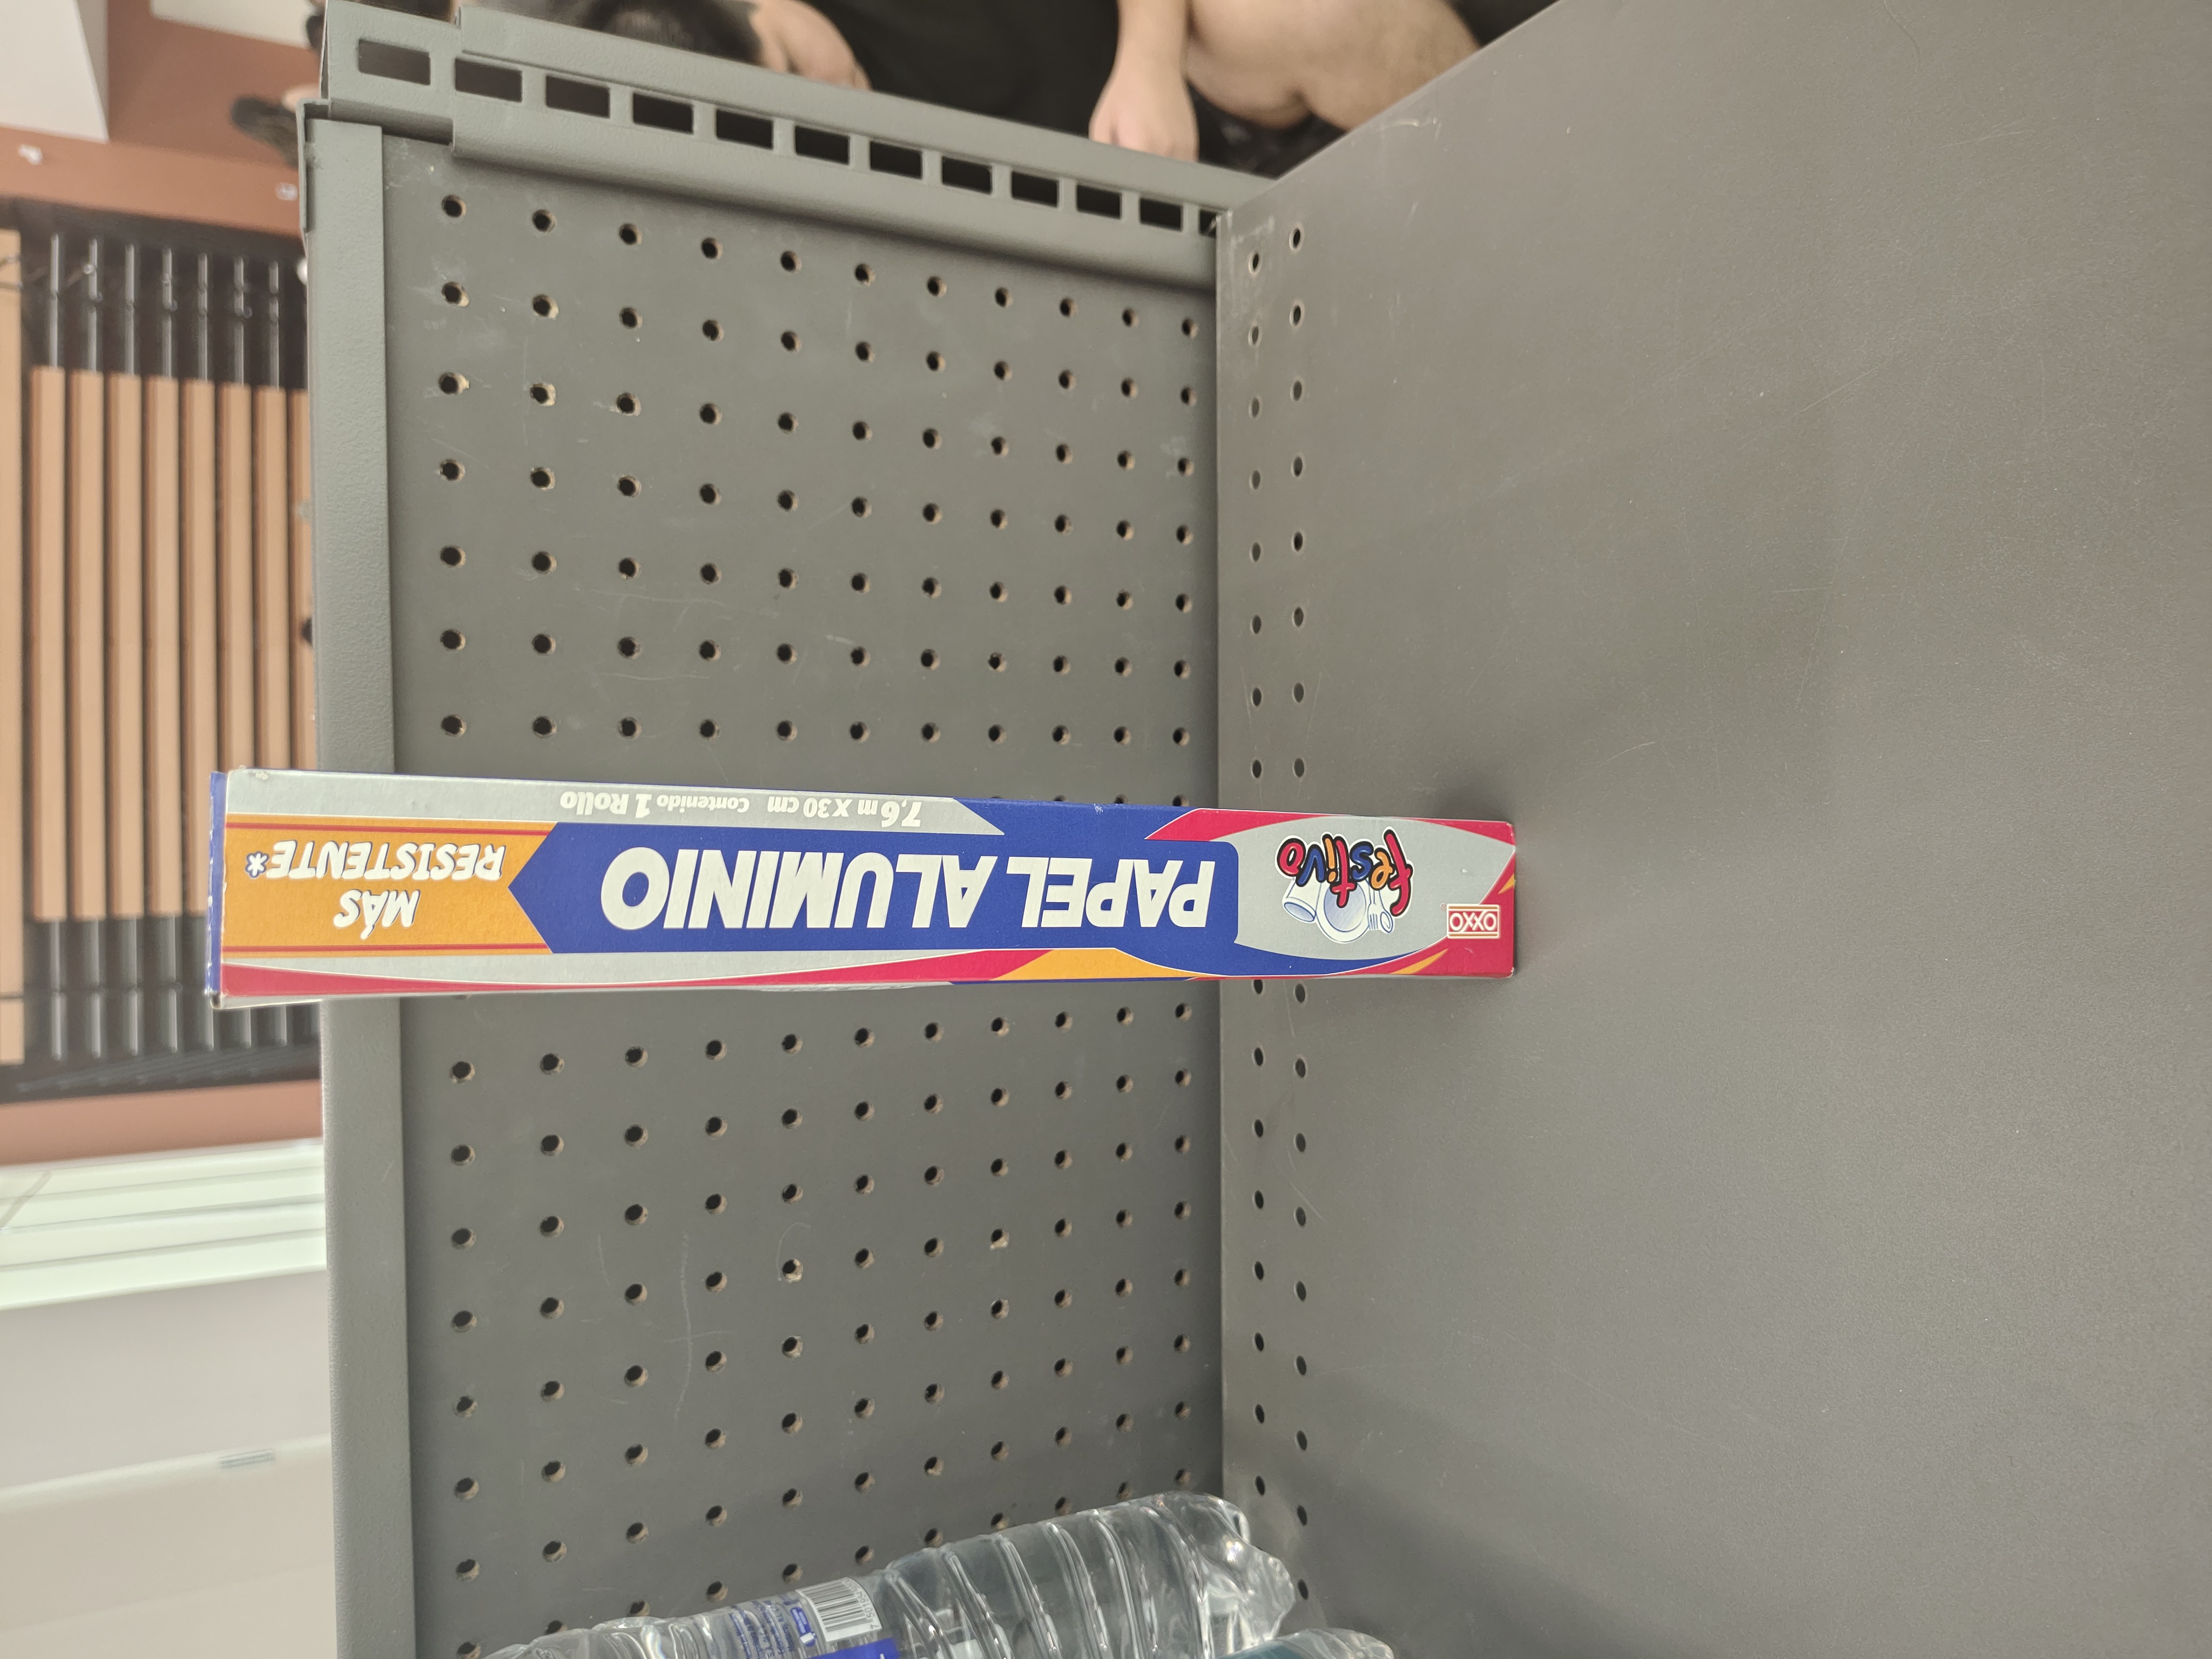 MÁS
RESISTENTE*
PAPEL ALUMINIO
7,6 m X 30 cm Contenido 1 Rollo
festivo
OXXO